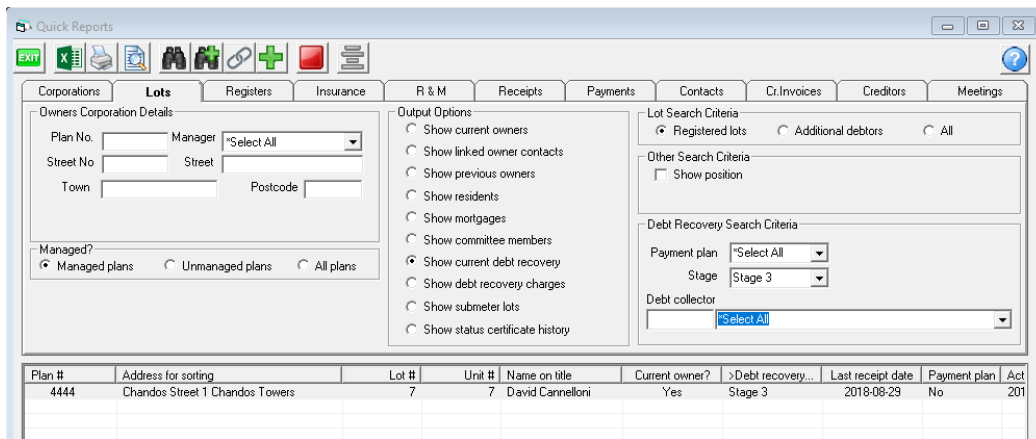 Quick Reports
EXIT
Corporations Lots Registers Insurance R & M Receipts Payments Contacts Cr.Invoices Creditors Meetings
Owners Corporation Details
Plan No. Manager *Select All
Street No Street
Town Postcode
Managed?
Managed plans Unmanaged plans All plans
Output Options
Show current owners
Show linked owner contacts
Show previous owners
Show residents
Show mortgages
Show committee members
Show current debt recovery
Show debt recovery charges
Show submeter lots
Show status certificate history
Lot Search Criteria
Registered lots Additional debtors All
Other Search Criteria
Show position
Debt Recovery Search Criteria
Payment plan *Select All
Stage Stage 3
Debt collector
*Select All
Plan # Address for sorting Lot # Unit # Name on title Current owner? >Debt recovery... Last receipt date Payment plan Act
4444 Chandos Street 1 Chandos Towers 7 7 David Cannelloni Yes Stage 3 2018-08-29 No 201